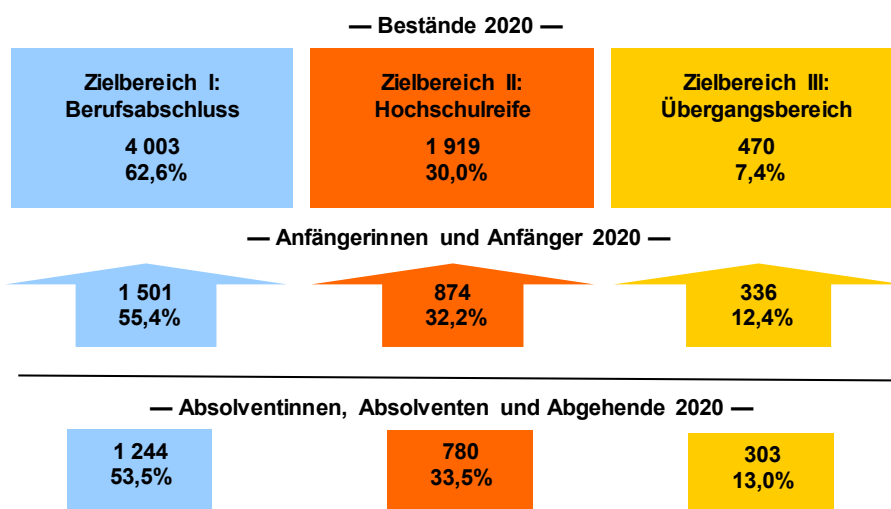 — Bestände 2020 —
Zielbereich I:
Berufsabschluss
4 003
62,6%
Zielbereich II:
Hochschulreife
1 919
30,0%
Zielbereich III:
Übergangsbereich
470
7,4%
— Anfängerinnen und Anfänger 2020 —
1 501
55,4%
874
32,2%
336
12,4%
— Absolventinnen, Absolventen und Abgehende 2020 —
1 244
53,5%
780
33,5%
303
13,0%